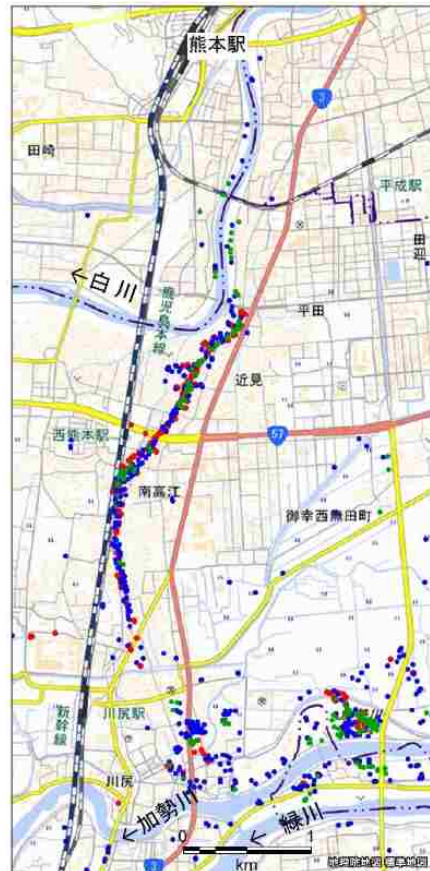 熊本駅
3
田崎
平成駅
田迎
←白川
鹿児島本線
平田
近見
西熊本駅
57
南高江
御幸西無田町
新幹線
川尻駅
川尻
←加勢川
←緑川
0 1
km
3
地理院地図 標準地図